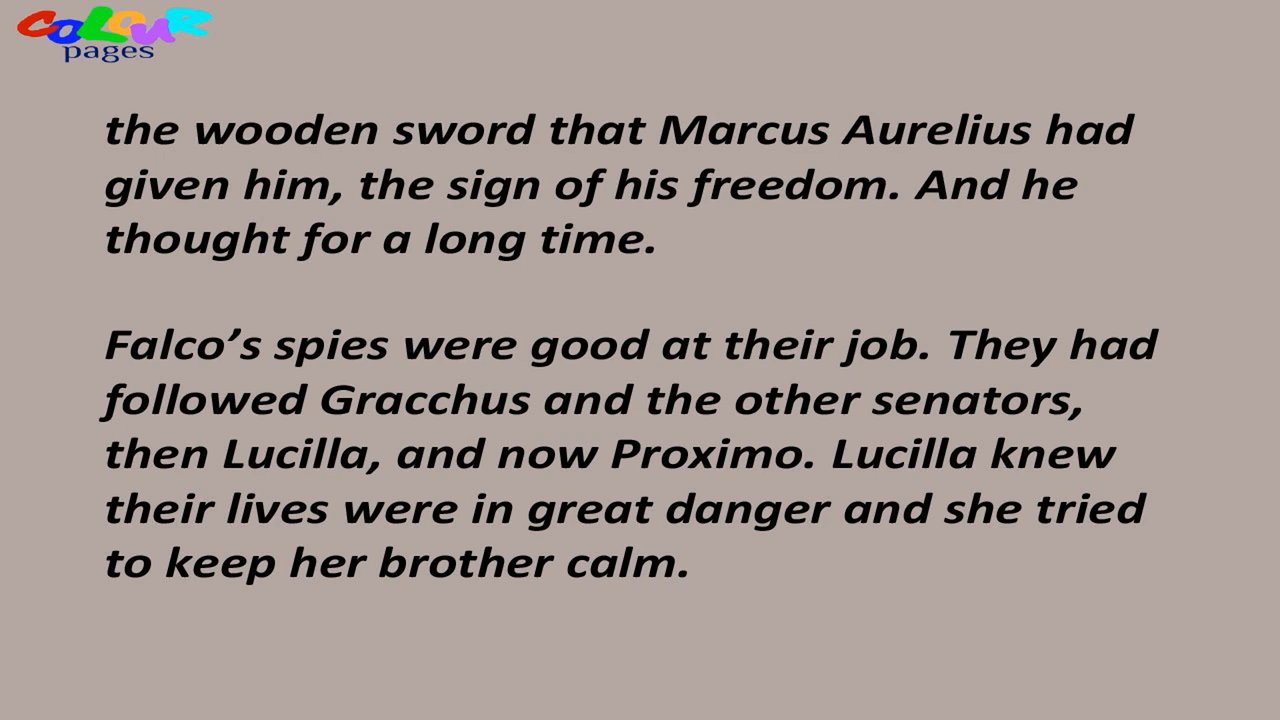 COLOUR
pages
the wooden sword that Marcus Aurelius had
given him, the sign of his freedom. And he
thought for a long time.
Falco’s spies were good at their job. They had
followed Gracchus and the other senators,
then Lucilla, and now Proximo. Lucilla knew
their lives were in great danger and she tried
to keep her brother calm.